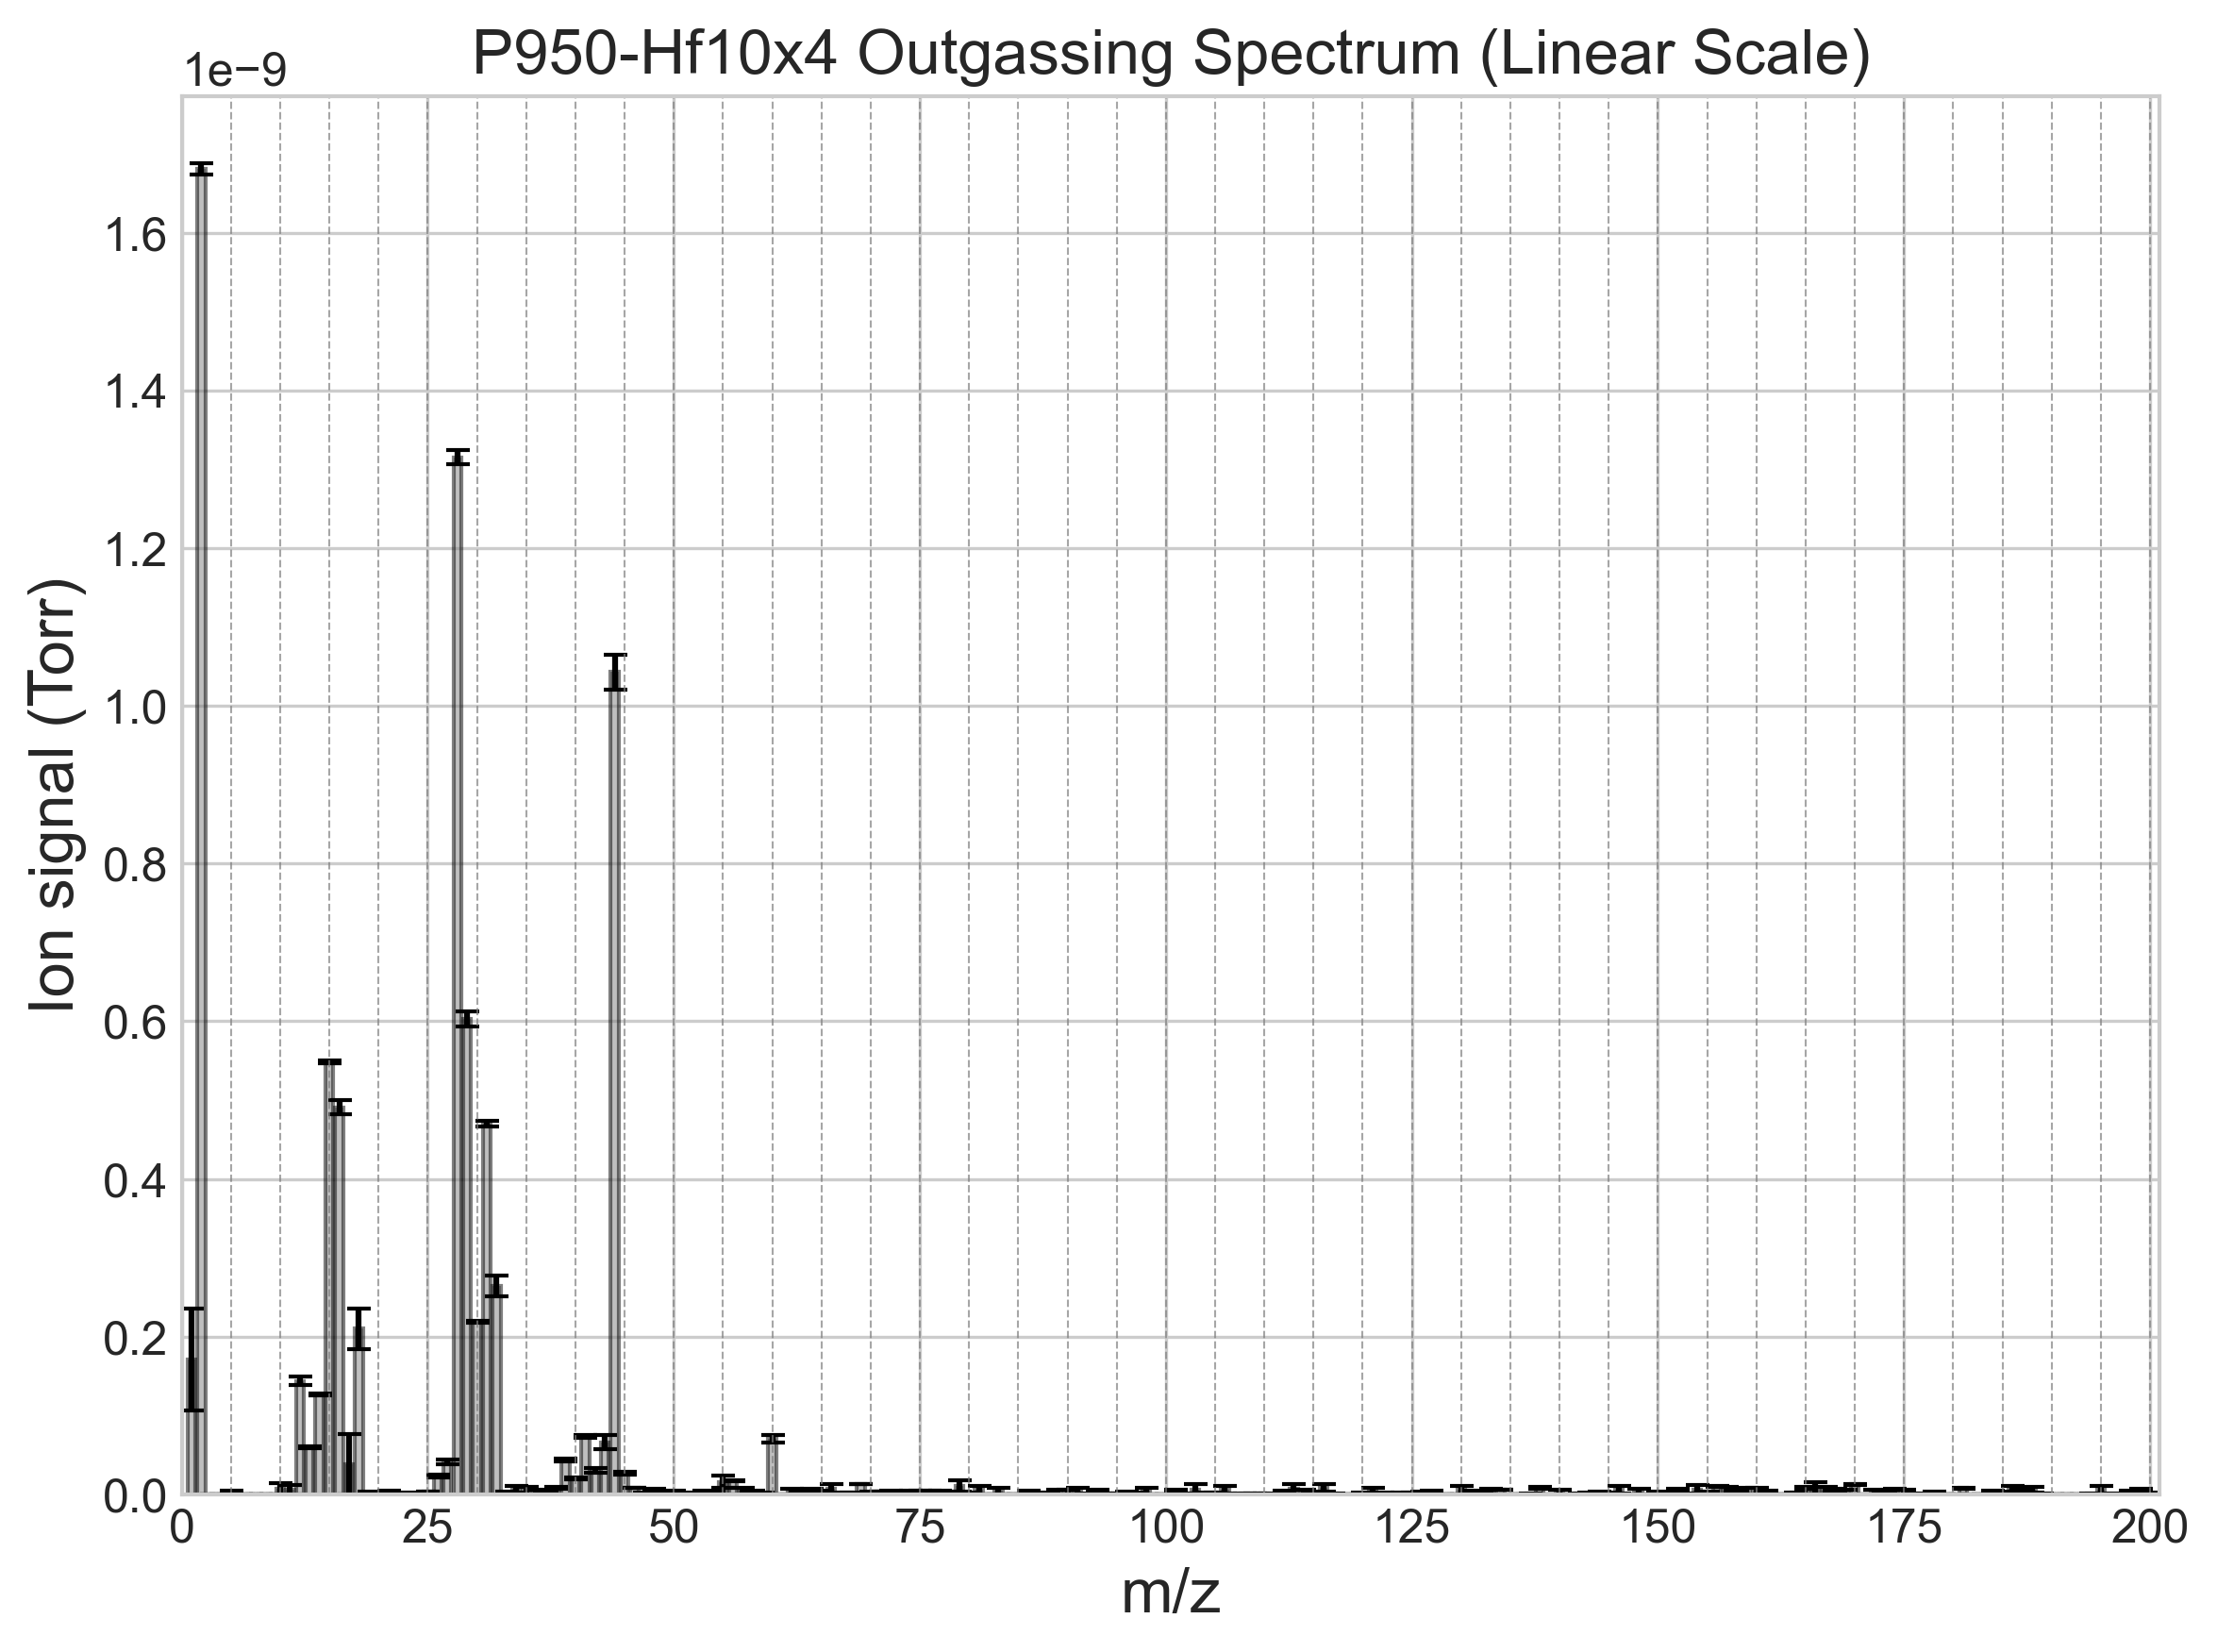 P950-Hf10x4 Outgassing Spectrum (Linear Scale)
1e−9
1.6
1.4
1.2
1.0
0.8
0.6
0.4
0.2
0.0
Ion signal (Torr)
0 25 50 75 100 125 150 175 200
m/z